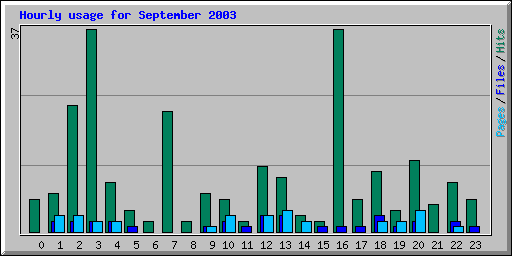 Hourly usage for September 2003
37
Pages / Files / Hits
0 1 2 3 4 5 6 7 8 9 10 11 12 13 14 15 16 17 18 19 20 21 22 23